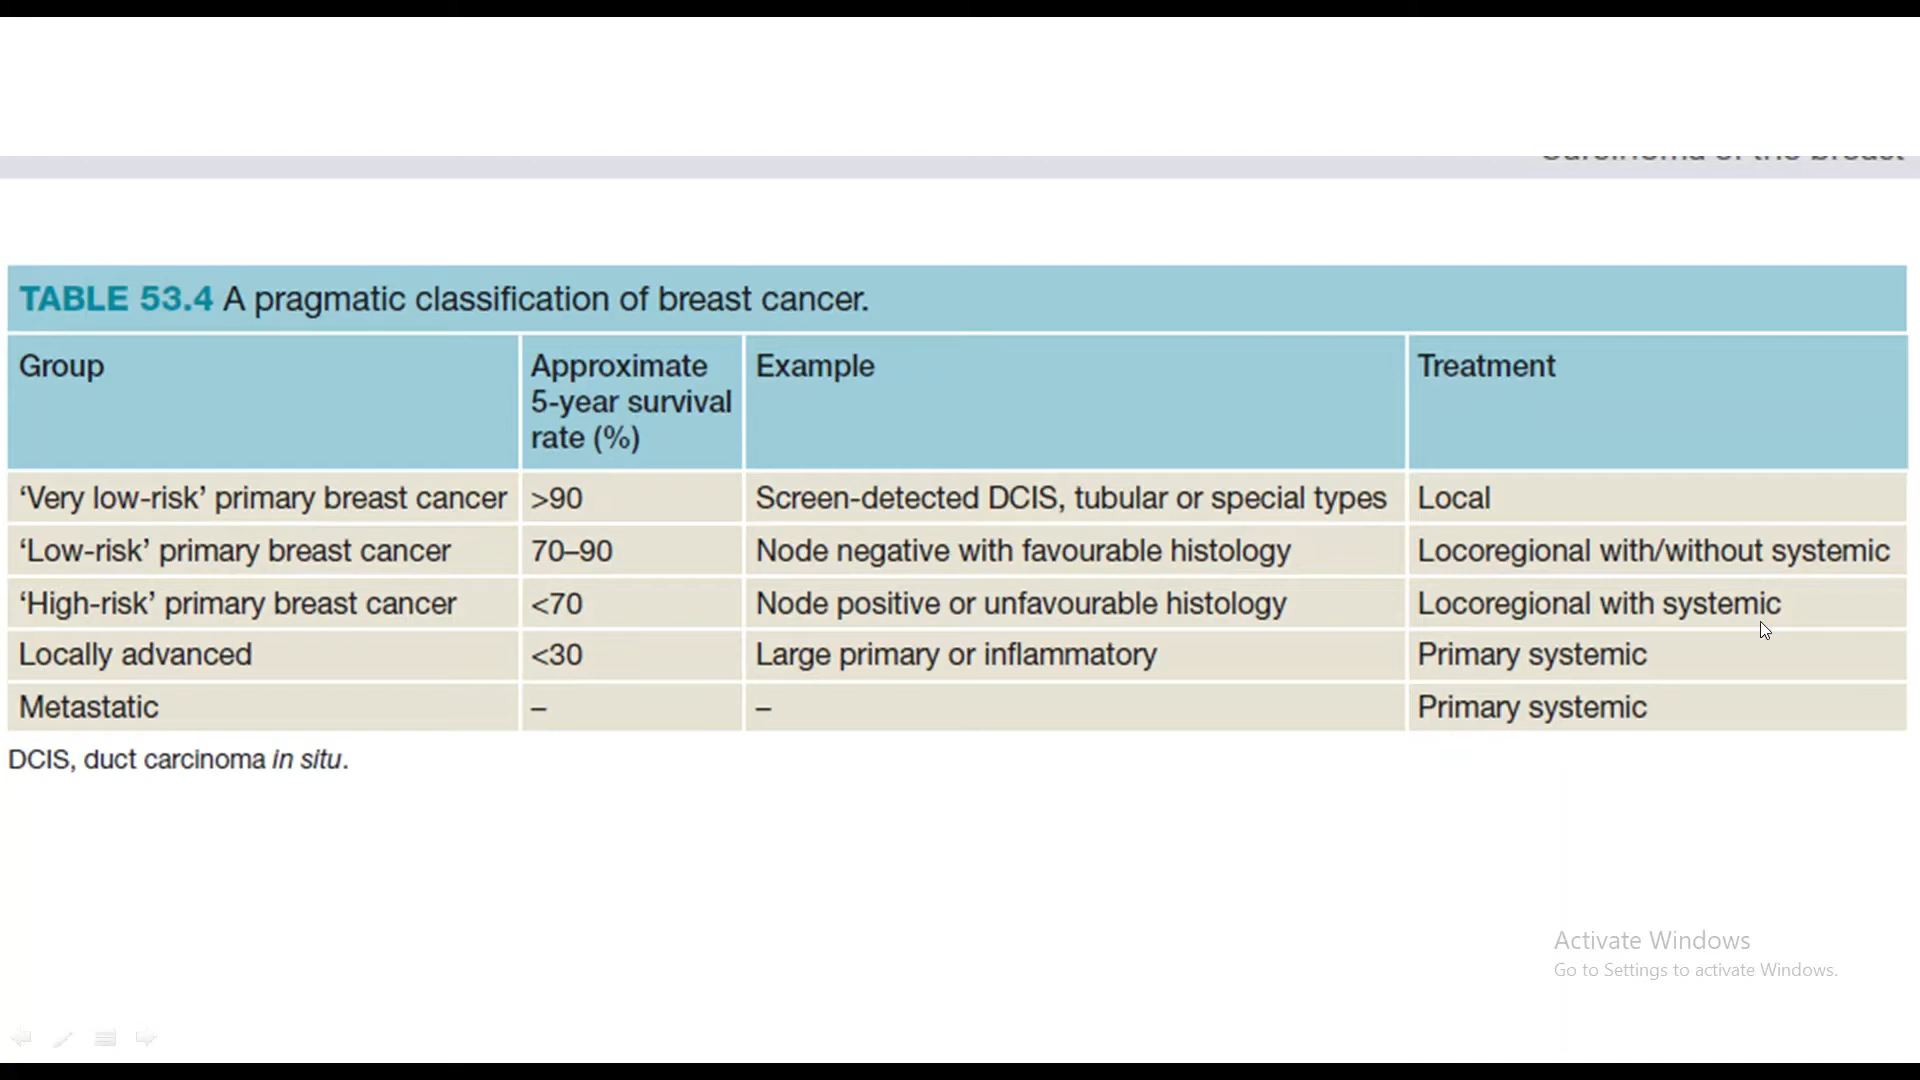 TABLE 53.4 A pragmatic classification of breast cancer.
Group
Approximate
5-year survival
rate (%)
Example
Treatment
‘Very low-risk’ primary breast cancer >90 Screen-detected DCIS, tubular or special types Local
‘Low-risk’ primary breast cancer 70–90 Node negative with favourable histology Locoregional with/without systemic
‘High-risk’ primary breast cancer <70 Node positive or unfavourable histology Locoregional with systemic
Locally advanced <30 Large primary or inflammatory Primary systemic
Metastatic – – Primary systemic
DCIS, duct carcinoma in situ.
Activate Windows
Go to Settings to activate Windows.